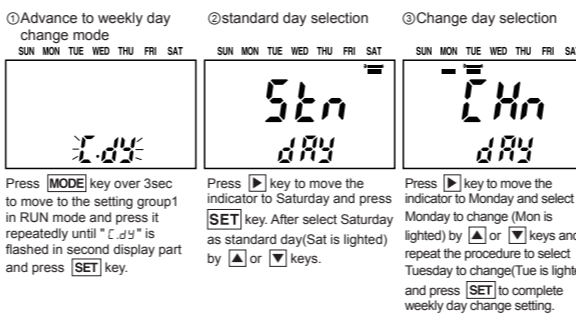 ①Advance to weekly day
change mode
SUN MON TUE WED THU FRI SAT
C.dY
Press MODE key over 3sec
to move to the setting group1
in RUN mode and press it
repeatedly until " C.dY " is
flashed in second display part
and press SET key.
②standard day selection
SUN MON TUE WED THU FRI SAT
Stn
dAY
Press ▶ key to move the
indicator to Saturday and press
SET key. After select Saturday
as standard day(Sat is lighted)
by ▲ or ▼ keys.
③Change day selection
SUN MON TUE WED THU FRI
CHn
dAY
Press ▶ key to move the
indicator to Monday and select
Monday to change (Mon is
lighted) by ▲ or ▼ keys and
repeat the procedure to select
Tuesday to change(Tue is
and press SET to complete
weekly day change setting.